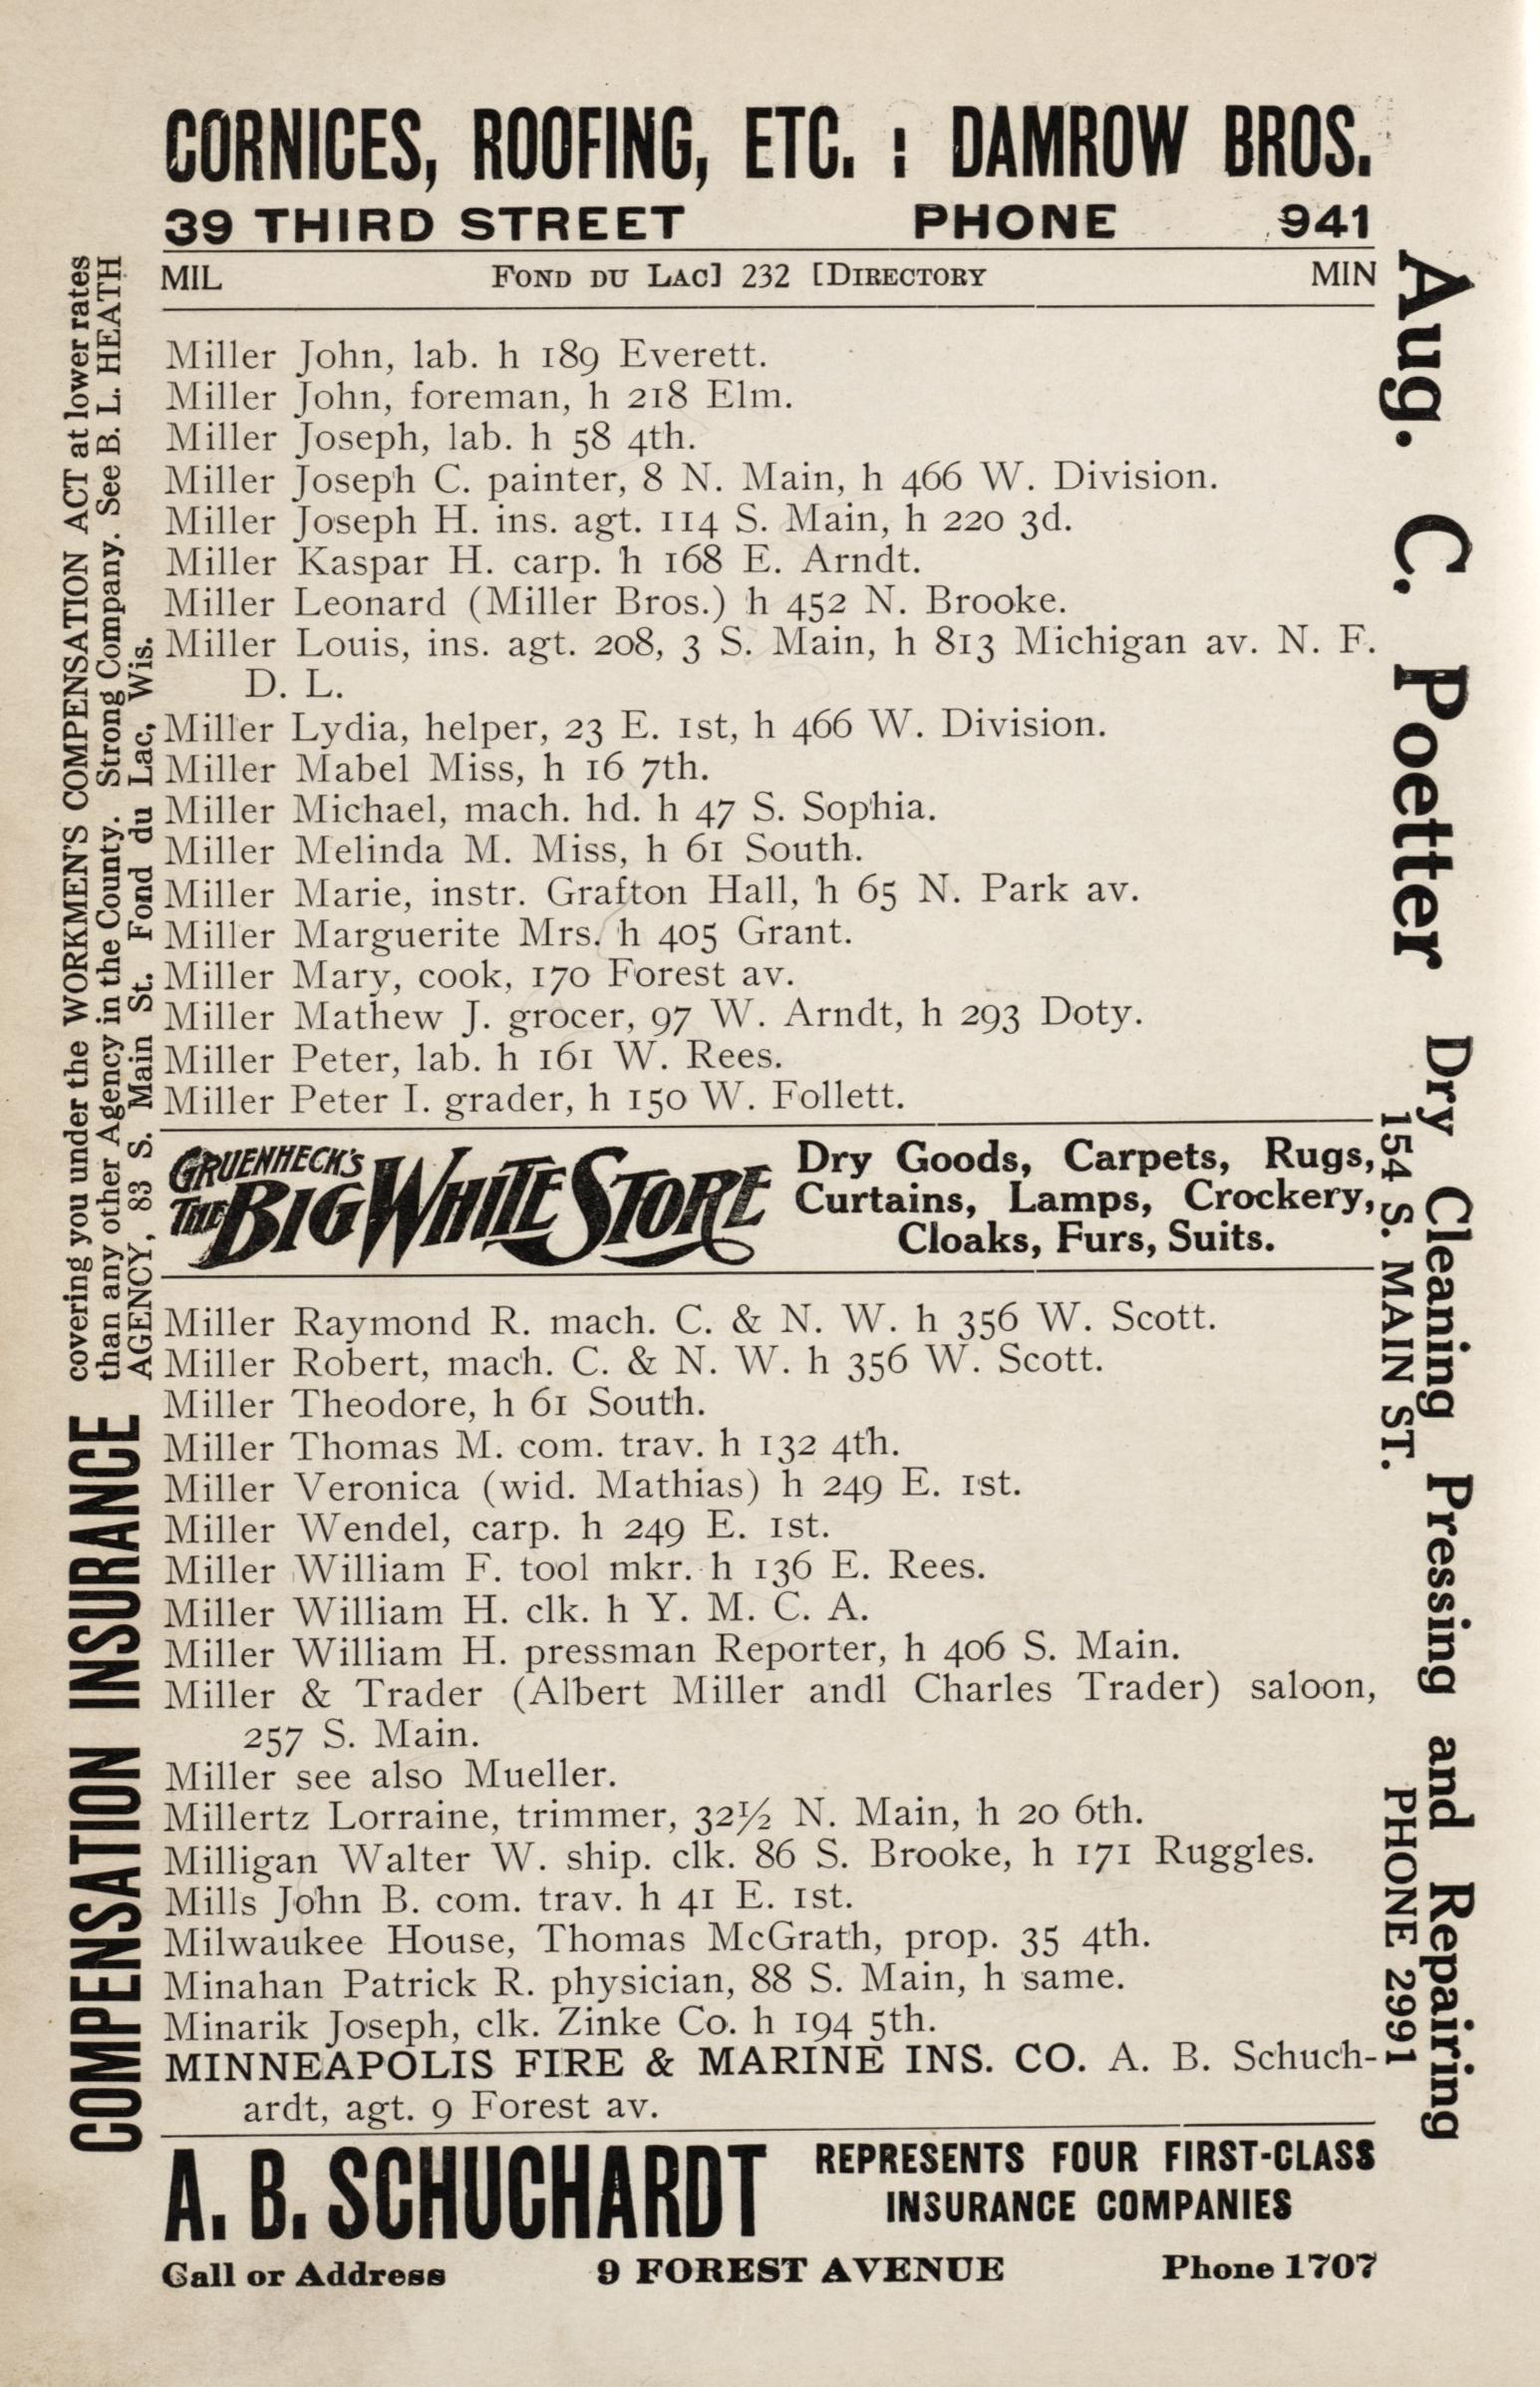 CORNICES, ROOFING, ETC. : DAMROW BROS.
39 THIRD STREET PHONE 941
MIL FOND DU LAC] 232 [DIRECTORY MIN
Miller John, lab. h 189 Everett.
Miller John, foreman, h 218 Elm.
Miller Joseph, lab. h 58 4th.
Miller Joseph C. painter, 8 N. Main, h 466 W. Division.
Miller Joseph H. ins. agt. 114 S. Main, h 220 3d.
Miller Kaspar H. carp. h 168 E. Arndt.
Miller Leonard (Miller Bros.) h 452 N. Brooke.
Miller Louis, ins. agt. 208, 3 S. Main, h 813 Michigan av. N. F.
D. L.
Miller Lydia, helper, 23 E. 1st, h 466 W. Division.
Miller Mabel Miss, h 16 7th.
Miller Michael, mach. hd. h 47 S. Sophia.
Miller Melinda M. Miss, h 61 South.
Miller Marie, instr. Grafton Hall, h 65 N. Park av.
Miller Marguerite Mrs. h 405 Grant.
Miller Mary, cook, 170 Forest av.
Miller Mathew J. grocer, 97 W. Arndt, h 293 Doty.
Miller Peter, lab. h 161 W. Rees.
Miller Peter I. grader, h 150 W. Follett.
GRUENHECK'S
THE BIG WHITE STORE
Dry Goods, Carpets, Rugs,
Curtains, Lamps, Crockery,
Cloaks, Furs, Suits.
Miller Raymond R. mach. C. & N. W. h 356 W. Scott.
Miller Robert, mach. C. & N. W. h 356 W. Scott.
Miller Theodore, h 61 South.
Miller Thomas M. com. trav. h 132 4th.
Miller Veronica (wid. Mathias) h 249 E. 1st.
Miller Wendel, carp. h 249 E. 1st.
Miller William F. tool mkr. h 136 E. Rees.
Miller William H. clk. h Y. M. C. A.
Miller William H. pressman Reporter, h 406 S. Main.
Miller & Trader (Albert Miller andl Charles Trader) saloon,
257 S. Main.
Miller see also Mueller.
Millertz Lorraine, trimmer, 32½ N. Main, h 20 6th.
Milligan Walter W. ship. clk. 86 S. Brooke, h 171 Ruggles.
Mills John B. com. trav. h 41 E. 1st.
Milwaukee House, Thomas McGrath, prop. 35 4th.
Minahan Patrick R. physician, 88 S. Main, h same.
Minarik Joseph, clk. Zinke Co. h 194 5th.
MINNEAPOLIS FIRE & MARINE INS. CO. A. B. Schuch-
ardt, agt. 9 Forest av.
A. B. SCHUCHARDT
REPRESENTS FOUR FIRST-CLASS
INSURANCE COMPANIES
Call or Address 9 FOREST AVENUE Phone 1707
COMPENSATION INSURANCE
covering you under the WORKMEN'S COMPENSATION ACT at lower rates
than any other Agency in the County. Strong Company. See B. L. HEATH
AGENCY, 83 S. Main St. Fond du Lac, Wis.
Aug. C. Poetter
Dry Cleaning Pressing and Repairing
154 S. MAIN ST. PHONE 2991